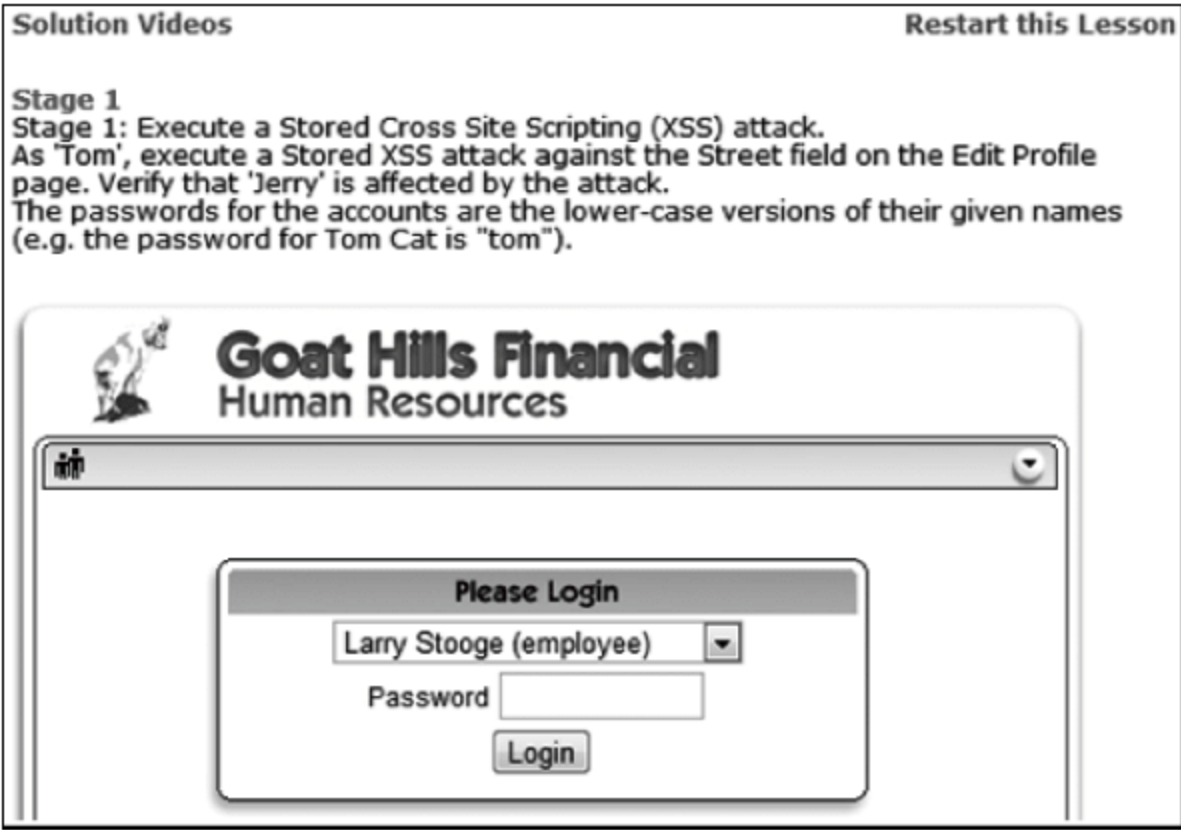 Solution Videos Restart this Lesson
Stage 1
Stage 1: Execute a Stored Cross Site Scripting (XSS) attack.
As 'Tom', execute a Stored XSS attack against the Street field on the Edit Profile
page. Verify that 'Jerry' is affected by the attack.
The passwords for the accounts are the lower-case versions of their given names
(e.g. the password for Tom Cat is "tom").
Goat Hills Financial
Human Resources
Please Login
Larry Stooge (employee)
Password
Login